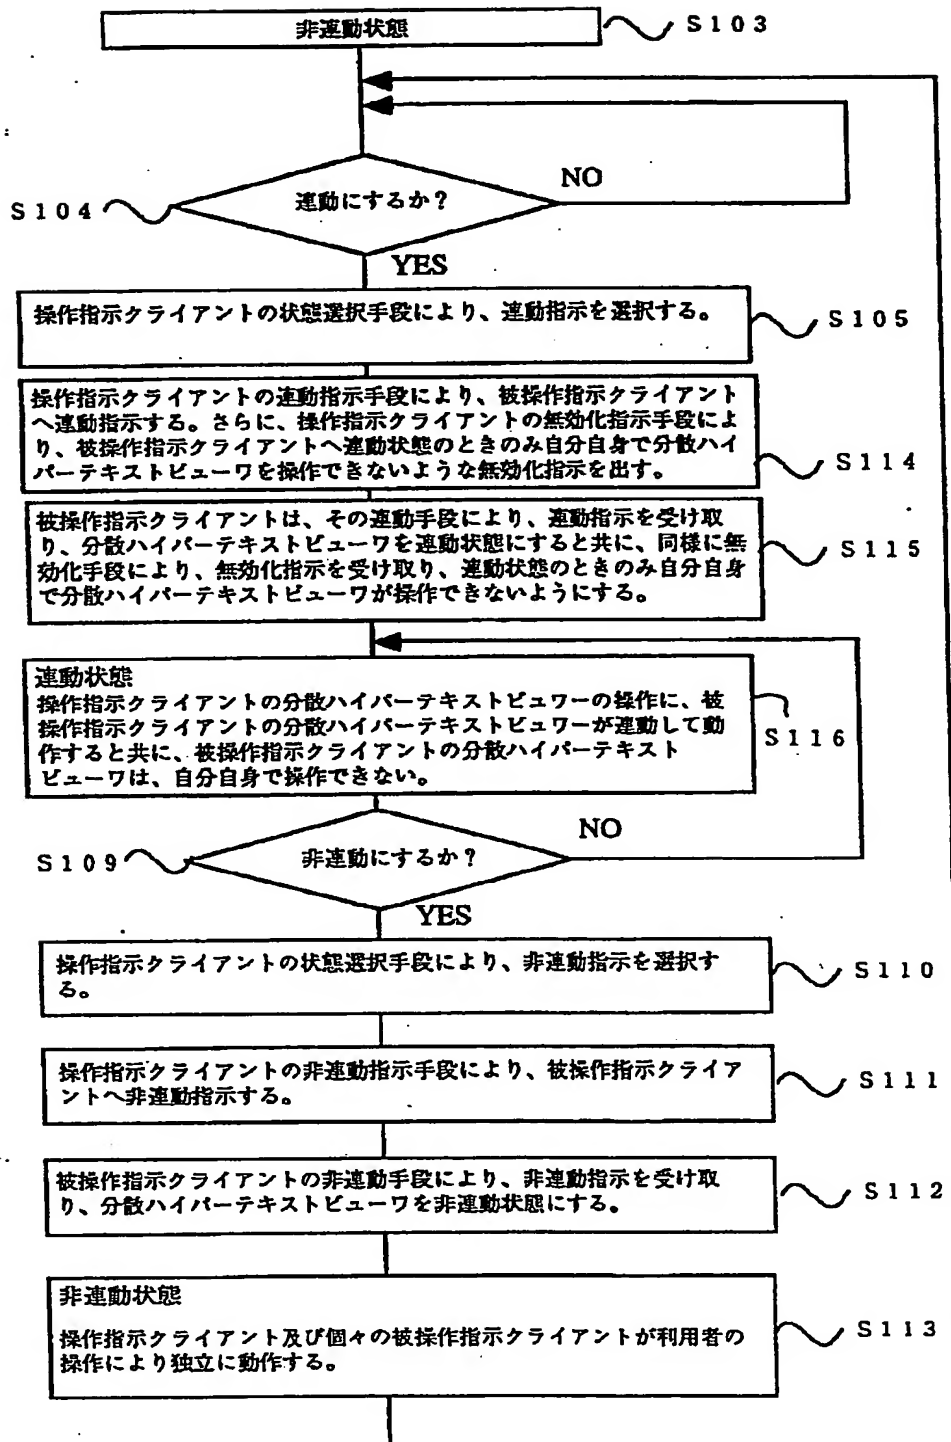 非連動状態
S103
連動にするか?
NO
S104
YES
操作指示クライアントの状態選択手段により、連動指示を選択する。
S105
操作指示クライアントの連動指示手段により、被操作指示クライアント
へ連動指示する。さらに、操作指示クライアントの無効化指示手段によ
り、被操作指示クライアントへ連動状態のときのみ自分自身で分散ハイ
パーテキストビューワを操作できないような無効化指示を出す。
S114
被操作指示クライアントは、その連動手段により、連動指示を受け取
り、分散ハイパーテキストビューワを連動状態にすると共に、同様に無
効化手段により、無効化指示を受け取り、連動状態のときのみ自分自身
で分散ハイパーテキストビューワが操作できないようにする。
S115
連動状態
操作指示クライアントの分散ハイパーテキストビュワーの操作に、被
操作指示クライアントの分散ハイパーテキストビュワーが連動して動
作すると共に、被操作指示クライアントの分散ハイパーテキスト
ビューワは、自分自身で操作できない。
S116
非連動にするか?
NO
S109
YES
操作指示クライアントの状態選択手段により、非連動指示を選択す
る。
S110
操作指示クライアントの非連動指示手段により、被操作指示クライア
ントへ非連動指示する。
S111
被操作指示クライアントの非連動手段により、非連動指示を受け取
り、分散ハイパーテキストビューワを非連動状態にする。
S112
非連動状態
操作指示クライアント及び個々の被操作指示クライアントが利用者の
操作により独立に動作する。
S113